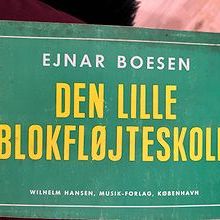 EJNAR BOESEN
DEN LILLE
BLOKFLØJTESKOL
WILHELM HANSEN, MUSIK-FORLAG, KØBENHAVN